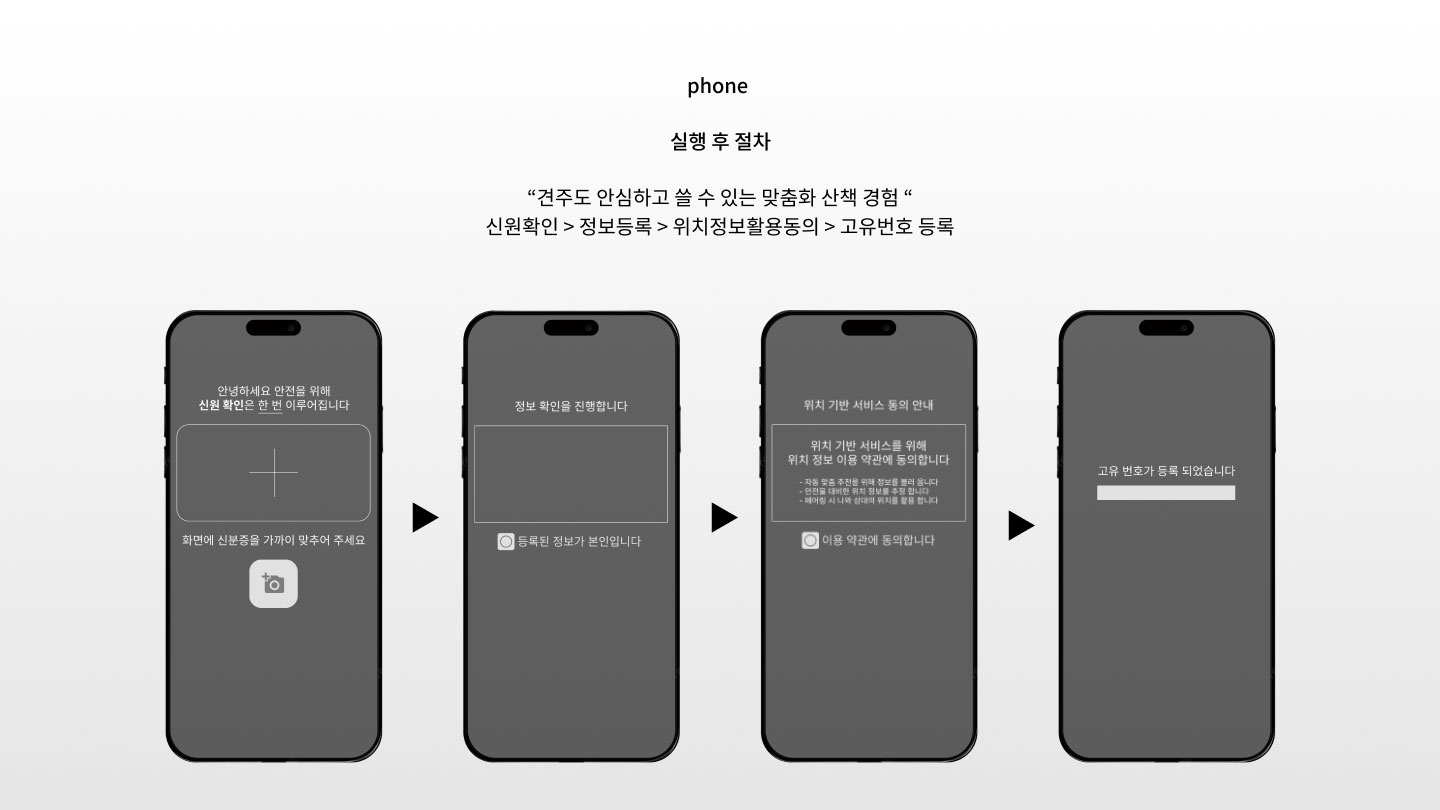 phone
실행 후 절차
“견주도 안심하고 쓸 수 있는 맞춤화 산책 경험 “
신원확인 > 정보등록 > 위치정보활용동의 > 고유번호 등록
안녕하세요 안전을 위해
신원 확인은 한 번 이루어집니다
화면에 신분증을 가까이 맞추어 주세요
정보 확인을 진행합니다
등록된 정보가 본인입니다
위치 기반 서비스 동의 안내
위치 기반 서비스를 위해
위치 정보 이용 약관에 동의합니다
- 자동 맞춤 추천을 위해 정보를 불러 옵니다
- 안전을 대비한 위치 정보를 추정 합니다
- 페어링 시 나와 상대의 위치를 활용 합니다
이용 약관에 동의합니다
고유 번호가 등록 되었습니다